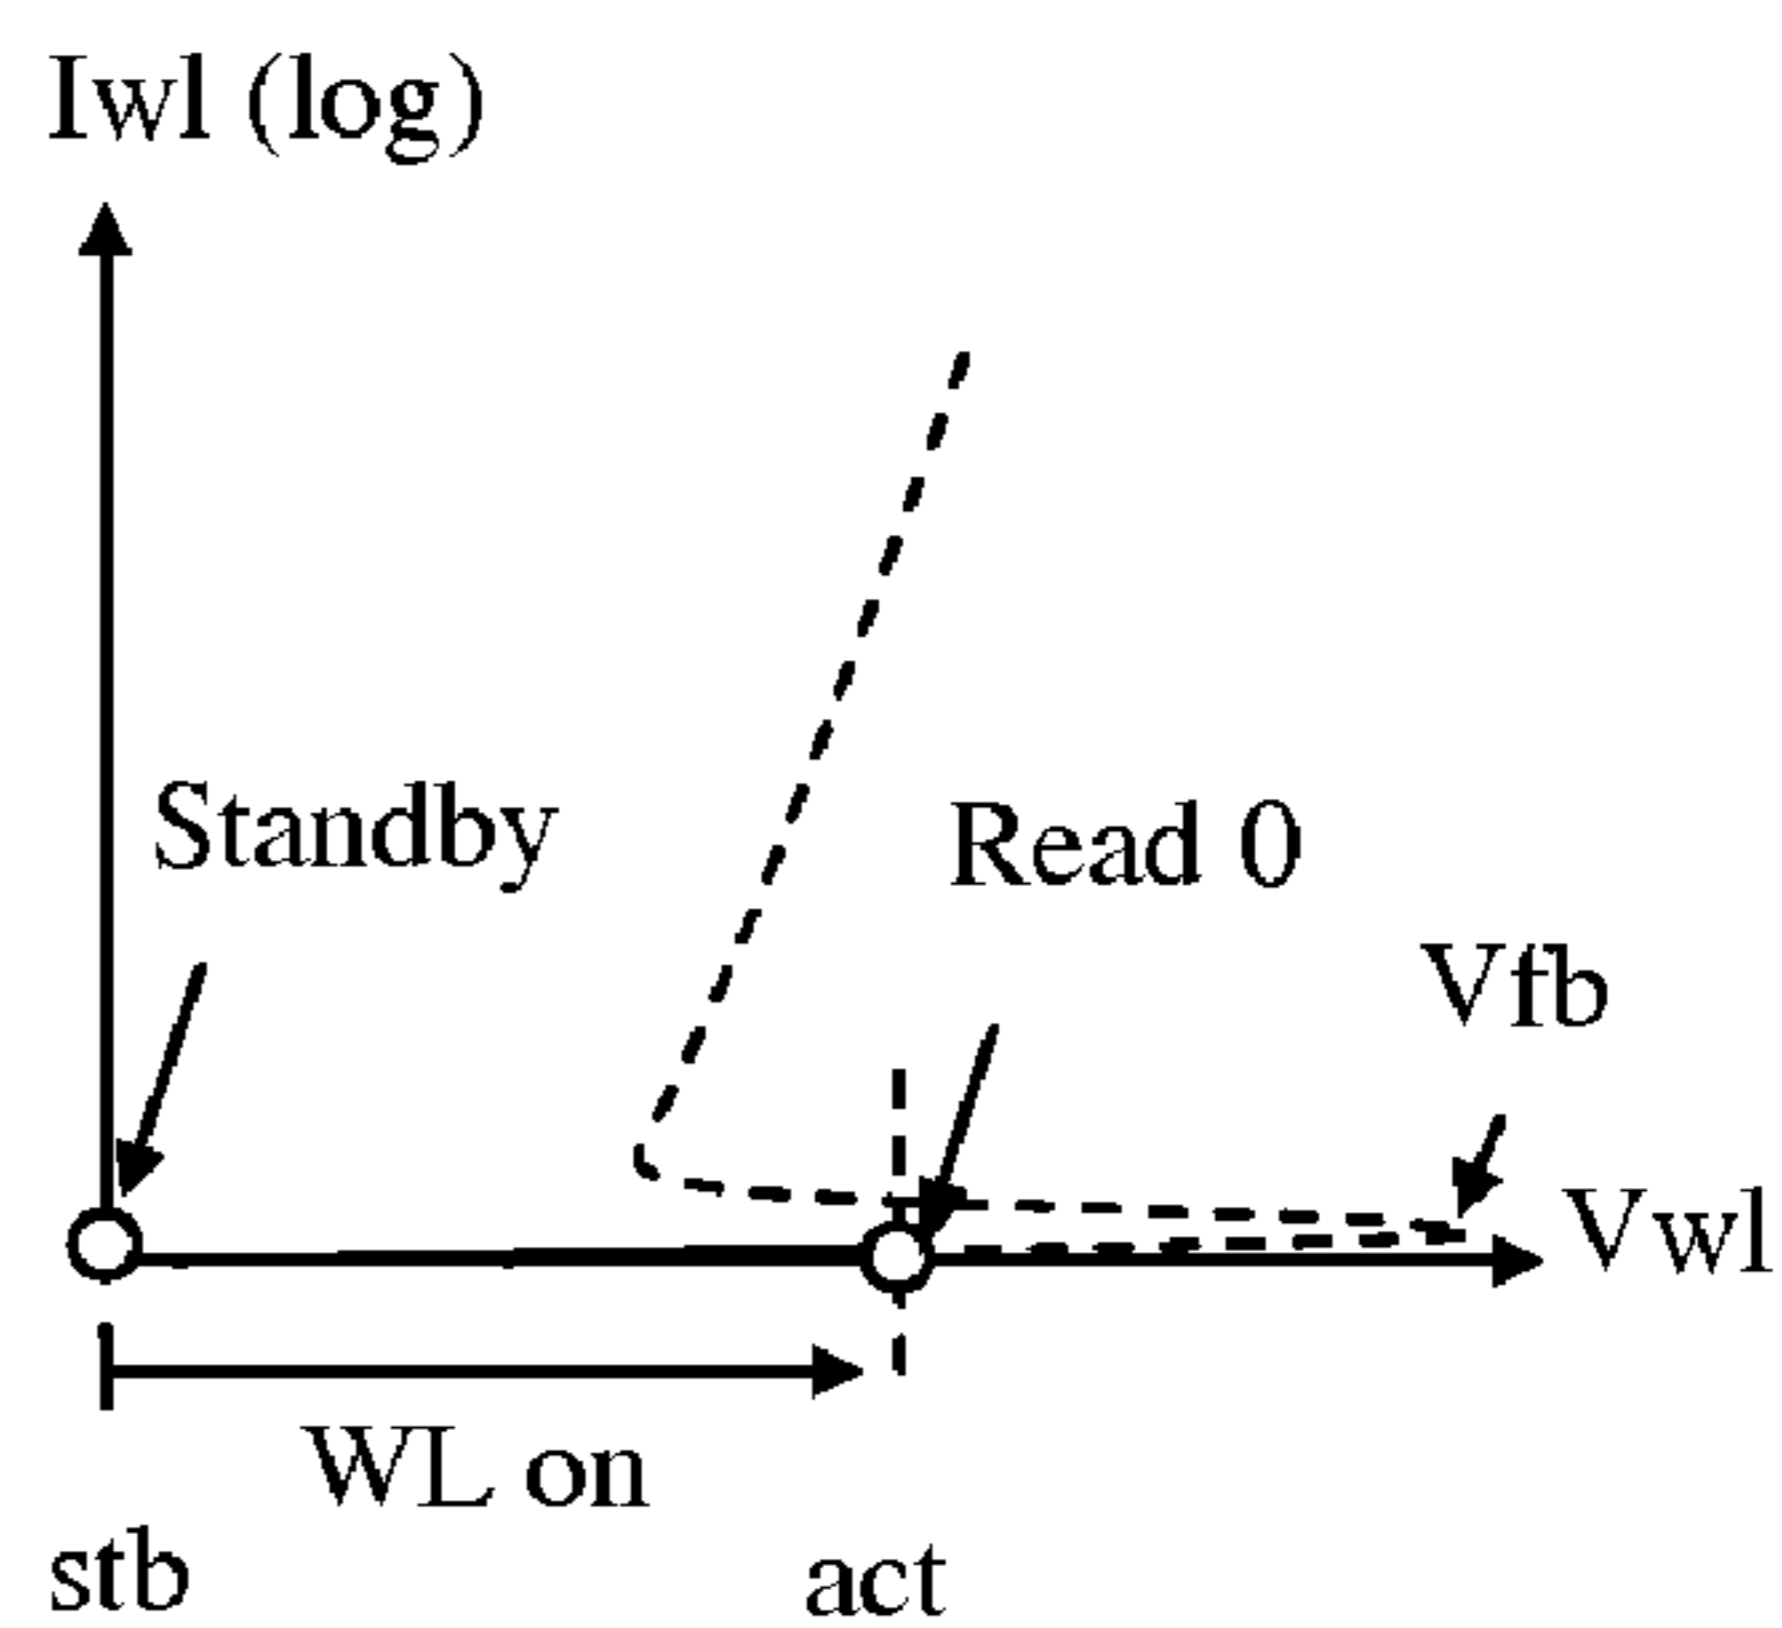 Iwl (log)
Standby
Read 0
Vfb
Vwl
WL on
stb
act